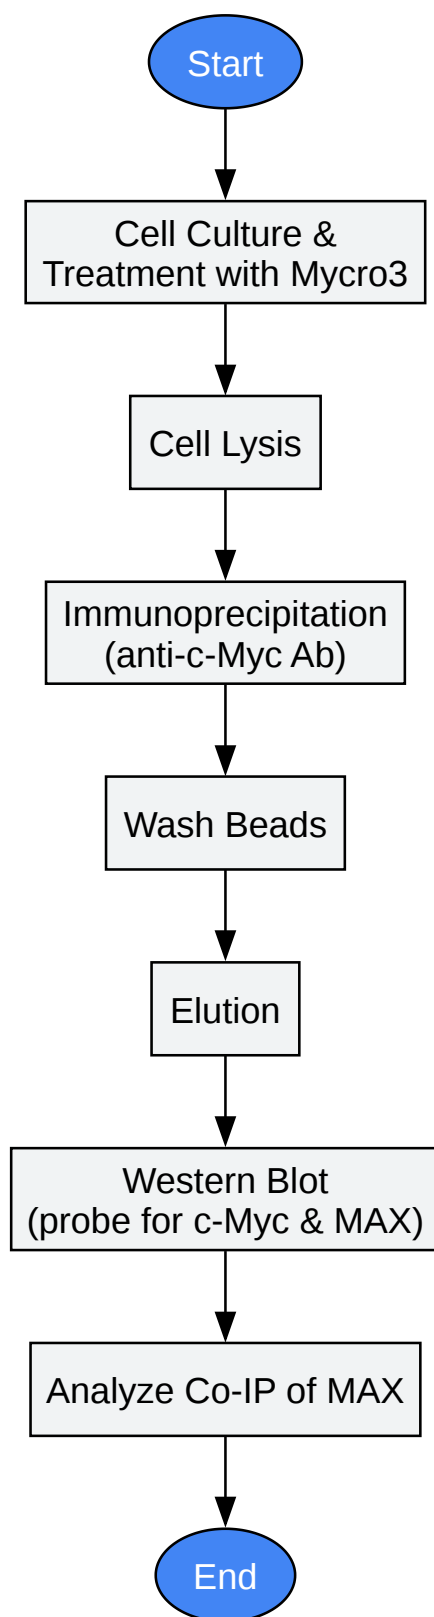 Start
Cell Culture &
Treatment with Mycro3
Cell Lysis
Immunoprecipitation
(anti-c-Myc Ab)
Wash Beads
Elution
Western Blot
(probe for c-Myc & MAX)
Analyze Co-IP of MAX
End